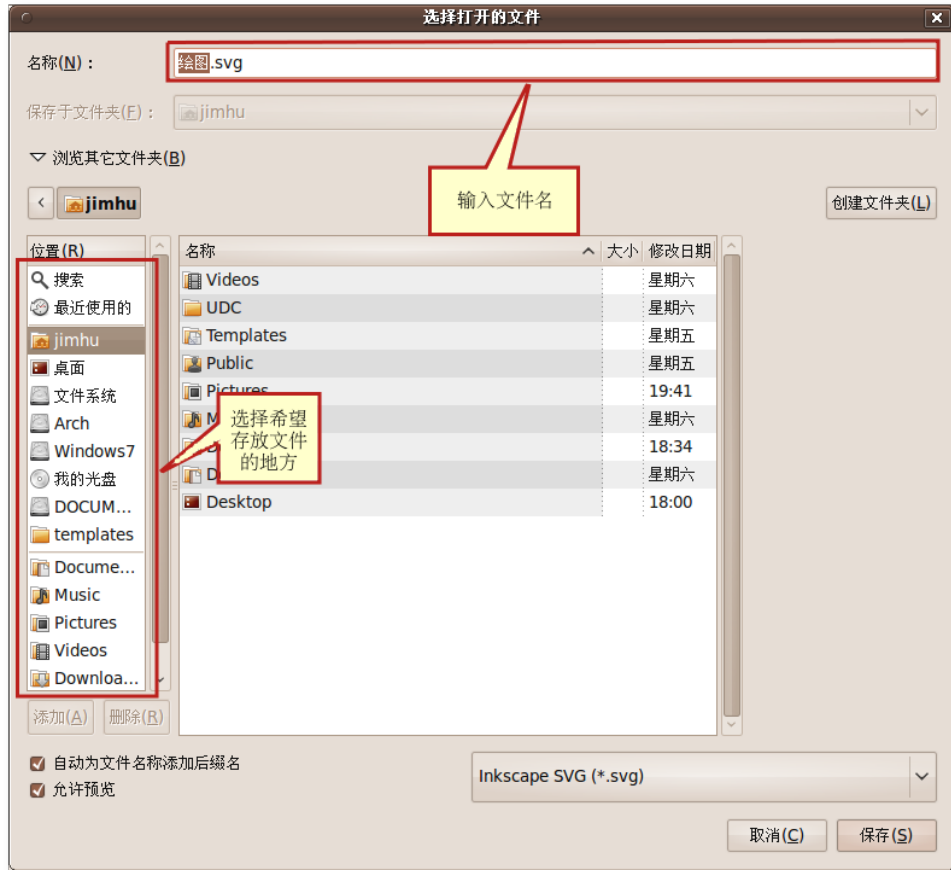 选择打开的文件
名称(N)：
绘图.svg
保存于文件夹(F)：
jimhu
浏览其它文件夹(B)
输入文件名
jimhu
创建文件夹(L)
位置(R)
名称
大小
修改日期
搜索
最近使用的
jimhu
桌面
文件系统
Arch
Windows7
我的光盘
DOCUM...
templates
Docume...
Music
Pictures
Videos
Downloa...
Videos
星期六
UDC
星期六
Templates
星期五
Public
星期五
Pictures
19:41
星期六
18:34
星期六
Desktop
18:00
选择希望
存放文件
的地方
添加(A)
删除(R)
自动为文件名称添加后缀名
允许预览
Inkscape SVG (*.svg)
取消(C)
保存(S)